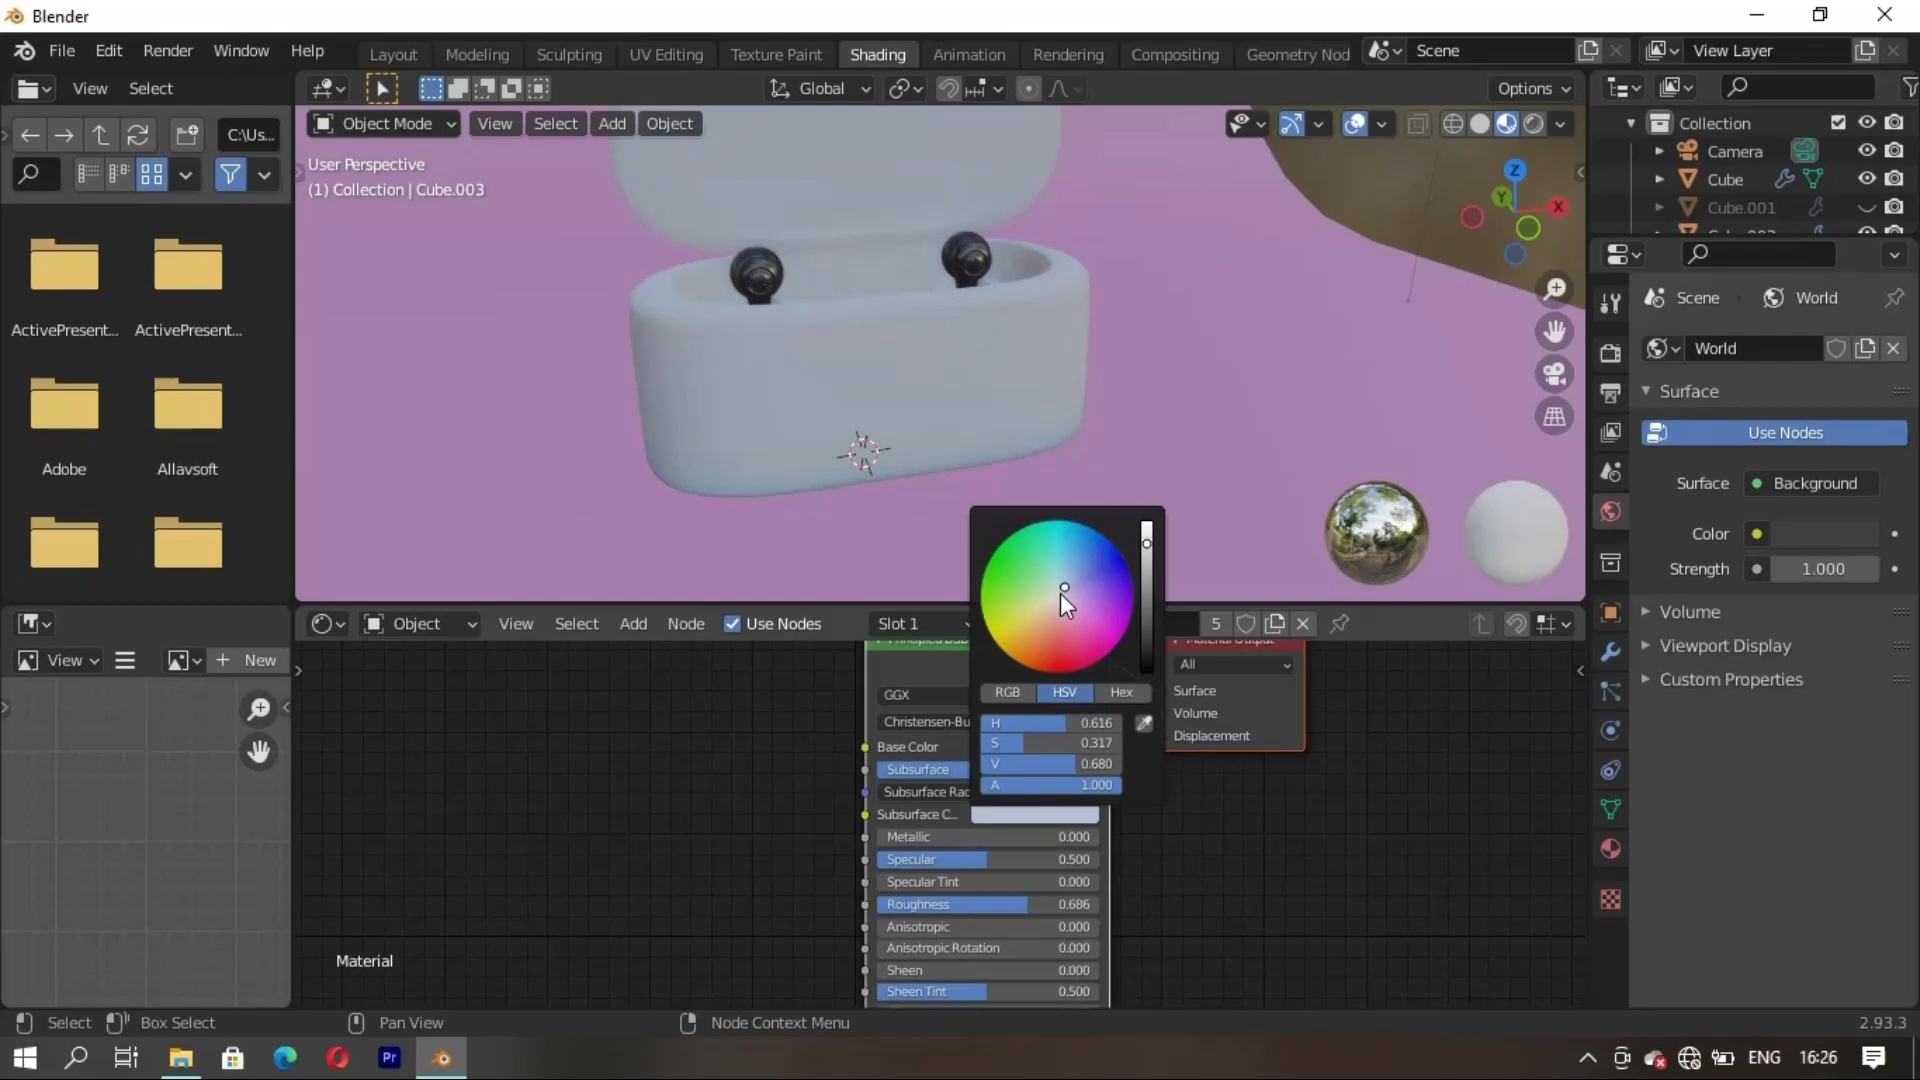 Blender
File Edit Render Window Help Layout Modeling Sculpting UV Editing Texture Paint Shading Animation Rendering Compositing Geometry Nod Scene View Layer
View Select Global Options
Object Mode View Select Add Object Collection
C:\Us...
User Perspective
(1) Collection | Cube.003
Camera
Cube
Cube.001
Z
Y
X
ActivePresent... ActivePresent...
Scene World
World
Surface
Use Nodes
Adobe Allavsoft
Surface Background
Color
Strength 1.000
Object View Select Add Node Use Nodes Slot 1 5
Volume
Viewport Display
Custom Properties
View New
All
RGB HSV Hex
GGX
Surface
Volume
Displacement
Christensen-Bu
H 0.616
S 0.317
V 0.680
A 1.000
Base Color
Subsurface
Subsurface Rac
Subsurface C...
Metallic 0.000
Specular 0.500
Specular Tint 0.000
Roughness 0.686
Anisotropic 0.000
Anisotropic Rotation 0.000
Sheen 0.000
Sheen Tint 0.500
Material
Select Box Select Pan View Node Context Menu 2.93.3
Pr ENG 16:26